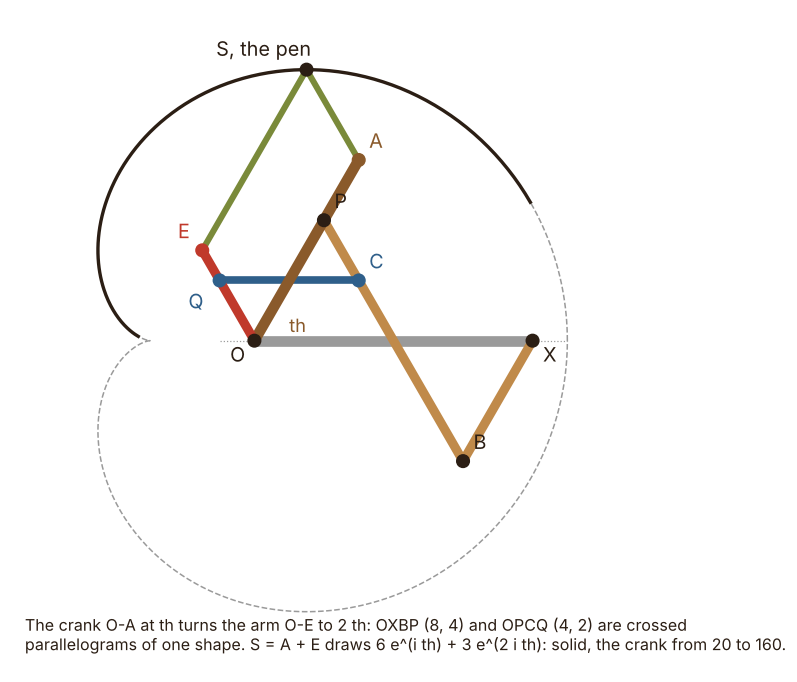 S, the pen
A
P
E
C
Q
th
O
X
B
The crank O-A at th turns the arm O-E to 2 th: OXBP (8, 4) and OPCQ (4, 2) are crossed
parallelograms of one shape. S = A + E draws 6 e^(i th) + 3 e^(2 i th): solid, the crank from 20 to 160.